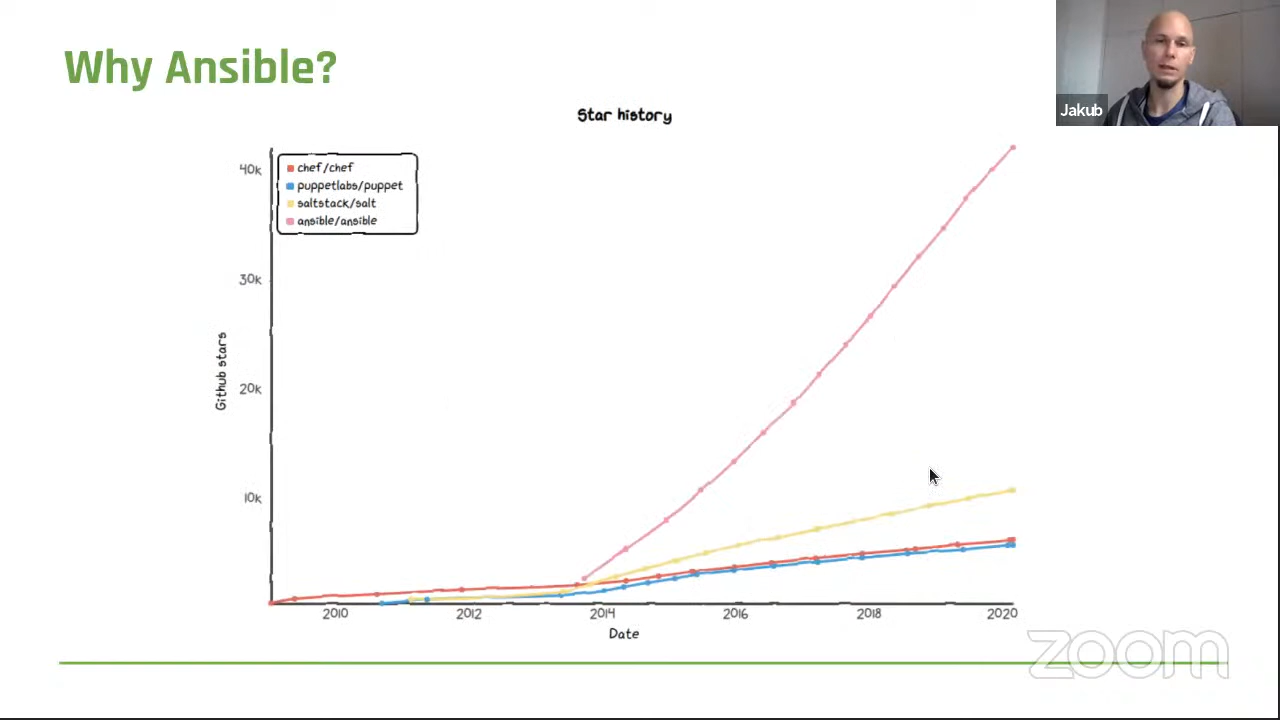 Why Ansible?
Jakub
Star history
chef/chef
puppetlabs/puppet
saltstack/salt
ansible/ansible
40k
30k
20k
10k
Github stars
2010 2012 2014 2016 2018 2020
Date
zoom